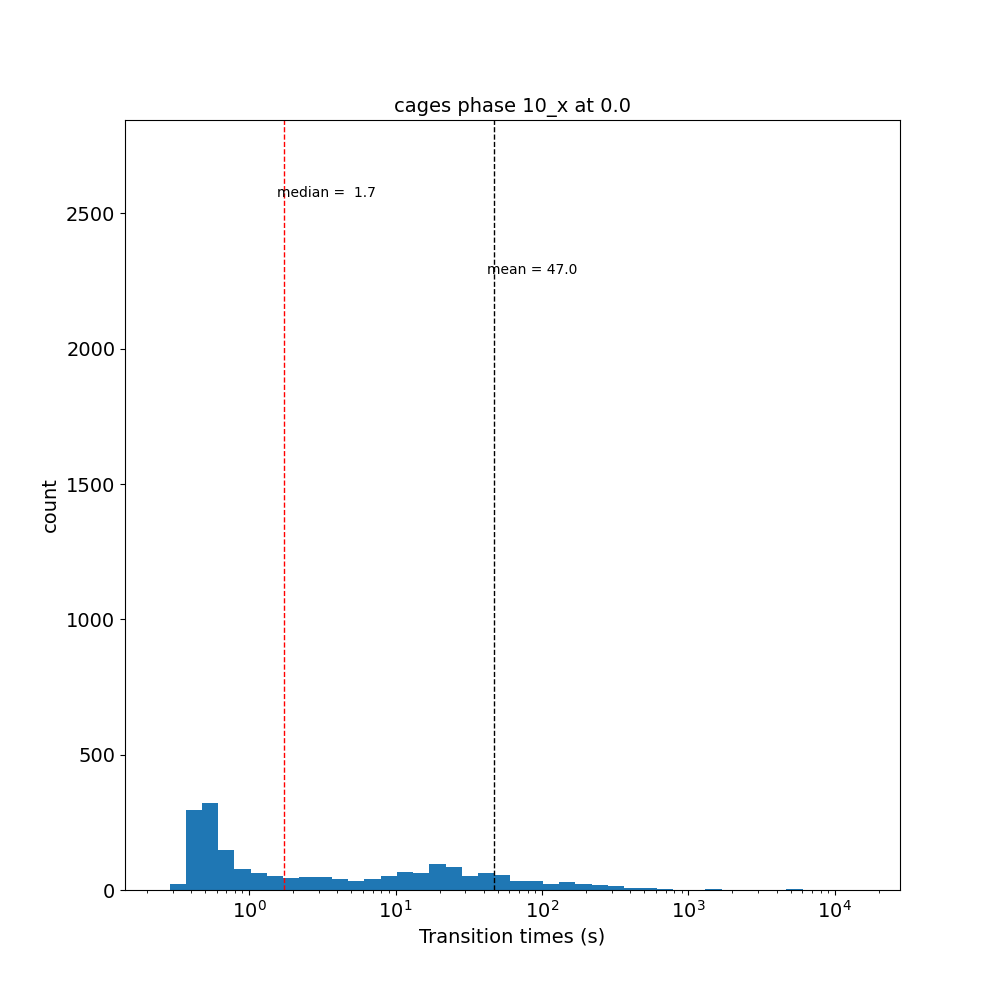 cages phase 10_x at 0.0
median =  1.7
mean = 47.0
2500
2000
1500
1000
500
0
count
10^0 10^1 10^2 10^3 10^4
Transition times (s)